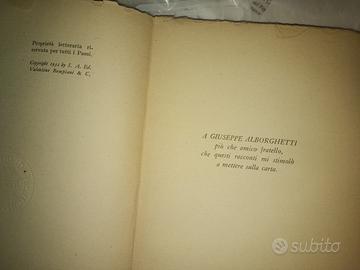 Proprietà letteraria ri-
servata per tutti i Paesi.
Copyright 1932 by S. A. Ed.
Valentino Bompiani & C.
A GIUSEPPE ALBORGHETTI
più che amico fratello,
che questi racconti mi stimolò
a mettere sulla carta.
subito